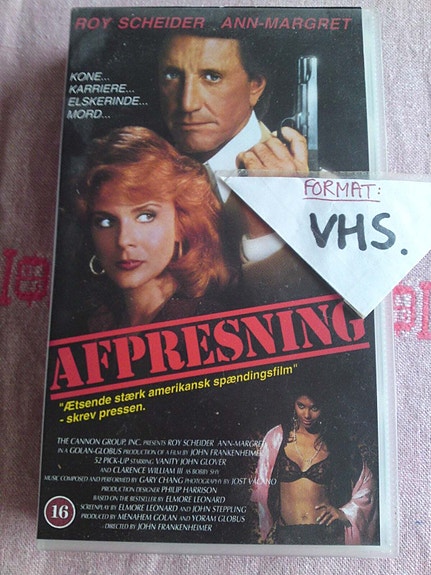 ROY SCHEIDER ANN-MARGRET
KONE...
KARRIERE...
ELSKERINDE...
MORD...
FORMAT:
VHS.
AFPRESNING
"Ætsende stærk amerikansk spændingsfilm"
- skrev pressen.
THE CANNON GROUP, INC. PRESENTS ROY SCHEIDER ANN-MARGRET
IN A GOLAN-GLOBUS PRODUCTION OF A FILM BY JOHN FRANKENHEIMER
52 PICK-UP STARRING VANITY JOHN GLOVER
AND CLARENCE WILLIAM III AS BOBBY SHY
MUSIC COMPOSED AND PERFORMED BY GARY CHANG PHOTOGRAPHY BY JOST VACANO
PRODUCTION DESIGNER PHILIP HARRISON
BASED ON THE BESTSELLER BY ELMORE LEONARD
SCREENPLAY BY ELMORE LEONARD AND JOHN STEPPLING
PRODUCED BY MENAHEM GOLAN AND YORAM GLOBUS
DIRECTED BY JOHN FRANKENHEIMER
16